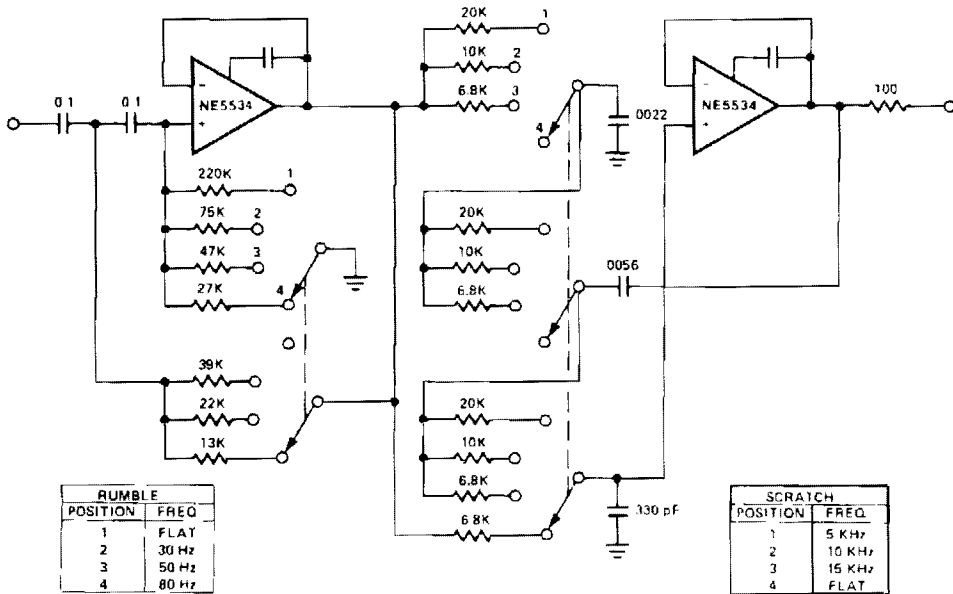 20K 1
10K 2
6.8K 3
4
NE5534
- +
0 1 0 1
0022
NE5534
- +
100
220K 1
75K 2
47K 3
27K 4
20K
10K
6.8K
0056
39K
22K
13K
20K
10K
6.8K
6.8K
330 pF
RUMBLE
POSITION FREQ
1 FLAT
2 30 Hz
3 50 Hz
4 80 Hz
SCRATCH
POSITION FREQ
1 5 KHz
2 10 KHz
3 15 KHz
4 FLAT